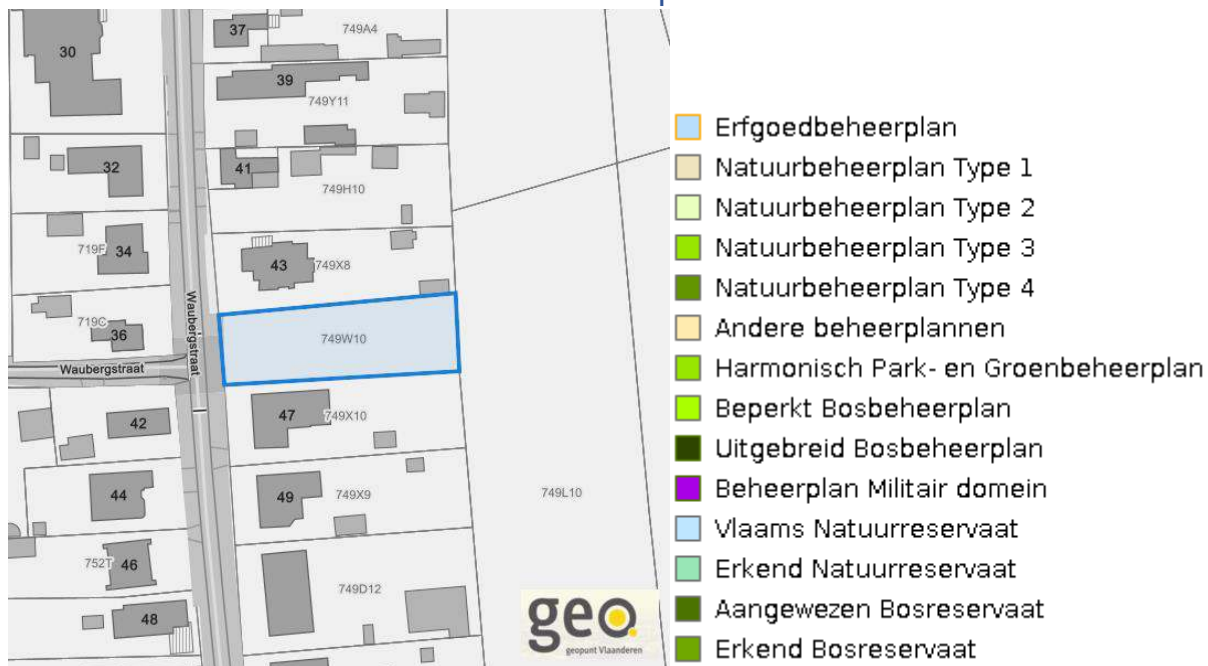 37
749A4
30
39
749Y11
32
41
749H10
719F
34
43
749X8
719C
36
Waubergstraat
749W10
Waubergstraat
42
47
749X10
44
49
749X9
749L10
752T
46
749D12
48
geo
geopunt Vlaanderen
Erfgoedbeheerplan
Natuurbeheerplan Type 1
Natuurbeheerplan Type 2
Natuurbeheerplan Type 3
Natuurbeheerplan Type 4
Andere beheerplannen
Harmonisch Park- en Groenbeheerplan
Beperkt Bosbeheerplan
Uitgebreid Bosbeheerplan
Beheerplan Militair domein
Vlaams Natuurreservaat
Erkend Natuurreservaat
Aangewezen Bosreservaat
Erkend Bosreservaat